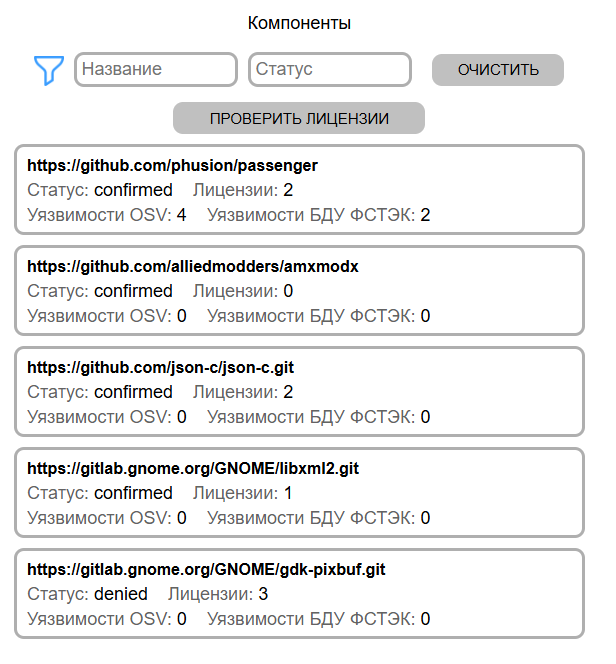 Компоненты
Название Статус ОЧИСТИТЬ
ПРОВЕРИТЬ ЛИЦЕНЗИИ
https://github.com/phusion/passenger
Статус: confirmed Лицензии: 2
Уязвимости OSV: 4 Уязвимости БДУ ФСТЭК: 2
https://github.com/alliedmodders/amxmodx
Статус: confirmed Лицензии: 0
Уязвимости OSV: 0 Уязвимости БДУ ФСТЭК: 0
https://github.com/json-c/json-c.git
Статус: confirmed Лицензии: 2
Уязвимости OSV: 0 Уязвимости БДУ ФСТЭК: 0
https://gitlab.gnome.org/GNOME/libxml2.git
Статус: confirmed Лицензии: 1
Уязвимости OSV: 0 Уязвимости БДУ ФСТЭК: 0
https://gitlab.gnome.org/GNOME/gdk-pixbuf.git
Статус: denied Лицензии: 3
Уязвимости OSV: 0 Уязвимости БДУ ФСТЭК: 0